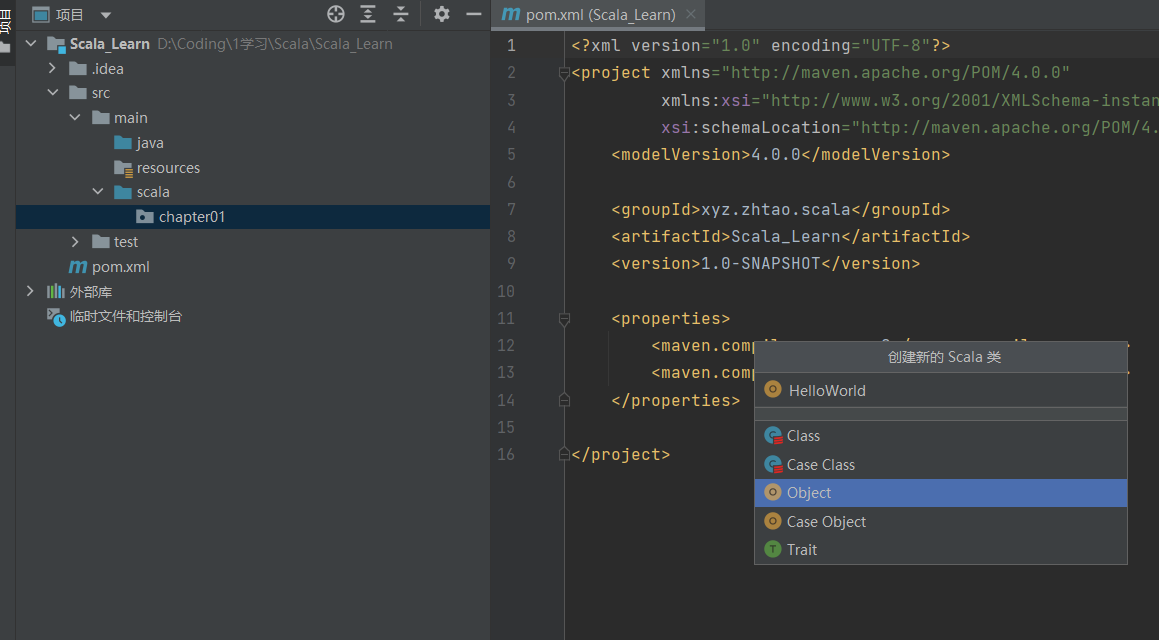 项目
项目
Scala_Learn D:\Coding\1学习\Scala\Scala_Learn
.idea
src
main
java
resources
scala
chapter01
test
pom.xml
外部库
临时文件和控制台
pom.xml (Scala_Learn)
1 <?xml version="1.0" encoding="UTF-8"?>
2 <project xmlns="http://maven.apache.org/POM/4.0.0"
3 xmlns:xsi="http://www.w3.org/2001/XMLSchema-instan
4 xsi:schemaLocation="http://maven.apache.org/POM/4.
5 <modelVersion>4.0.0</modelVersion>
6
7 <groupId>xyz.zhtao.scala</groupId>
8 <artifactId>Scala_Learn</artifactId>
9 <version>1.0-SNAPSHOT</version>
10
11 <properties>
12 <maven.comp
13 <maven.comp
14 </properties>
15
16 </project>
创建新的 Scala 类
HelloWorld
Class
Case Class
Object
Case Object
Trait